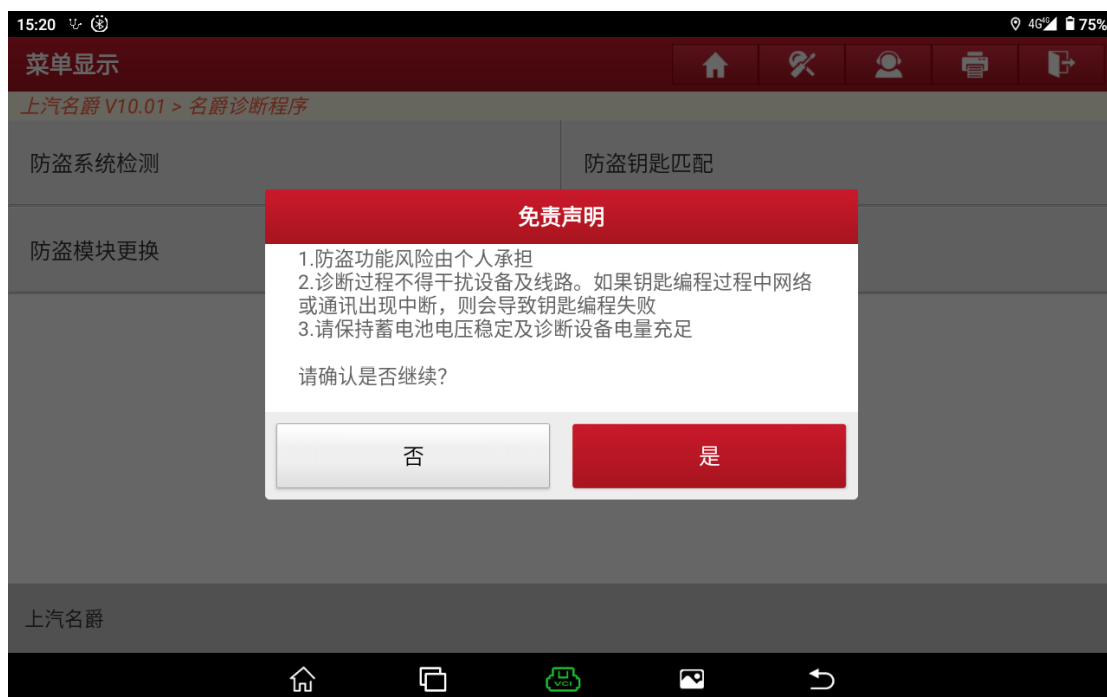 15:20
4G 4G 75%
菜单显示
上汽名爵 V10.01 > 名爵诊断程序
防盗系统检测
防盗钥匙匹配
防盗模块更换
免责声明
1.防盗功能风险由个人承担
2.诊断过程不得干扰设备及线路。如果钥匙编程过程中网络
或通讯出现中断，则会导致钥匙编程失败
3.请保持蓄电池电压稳定及诊断设备电量充足
请确认是否继续?
否
是
上汽名爵
VCI